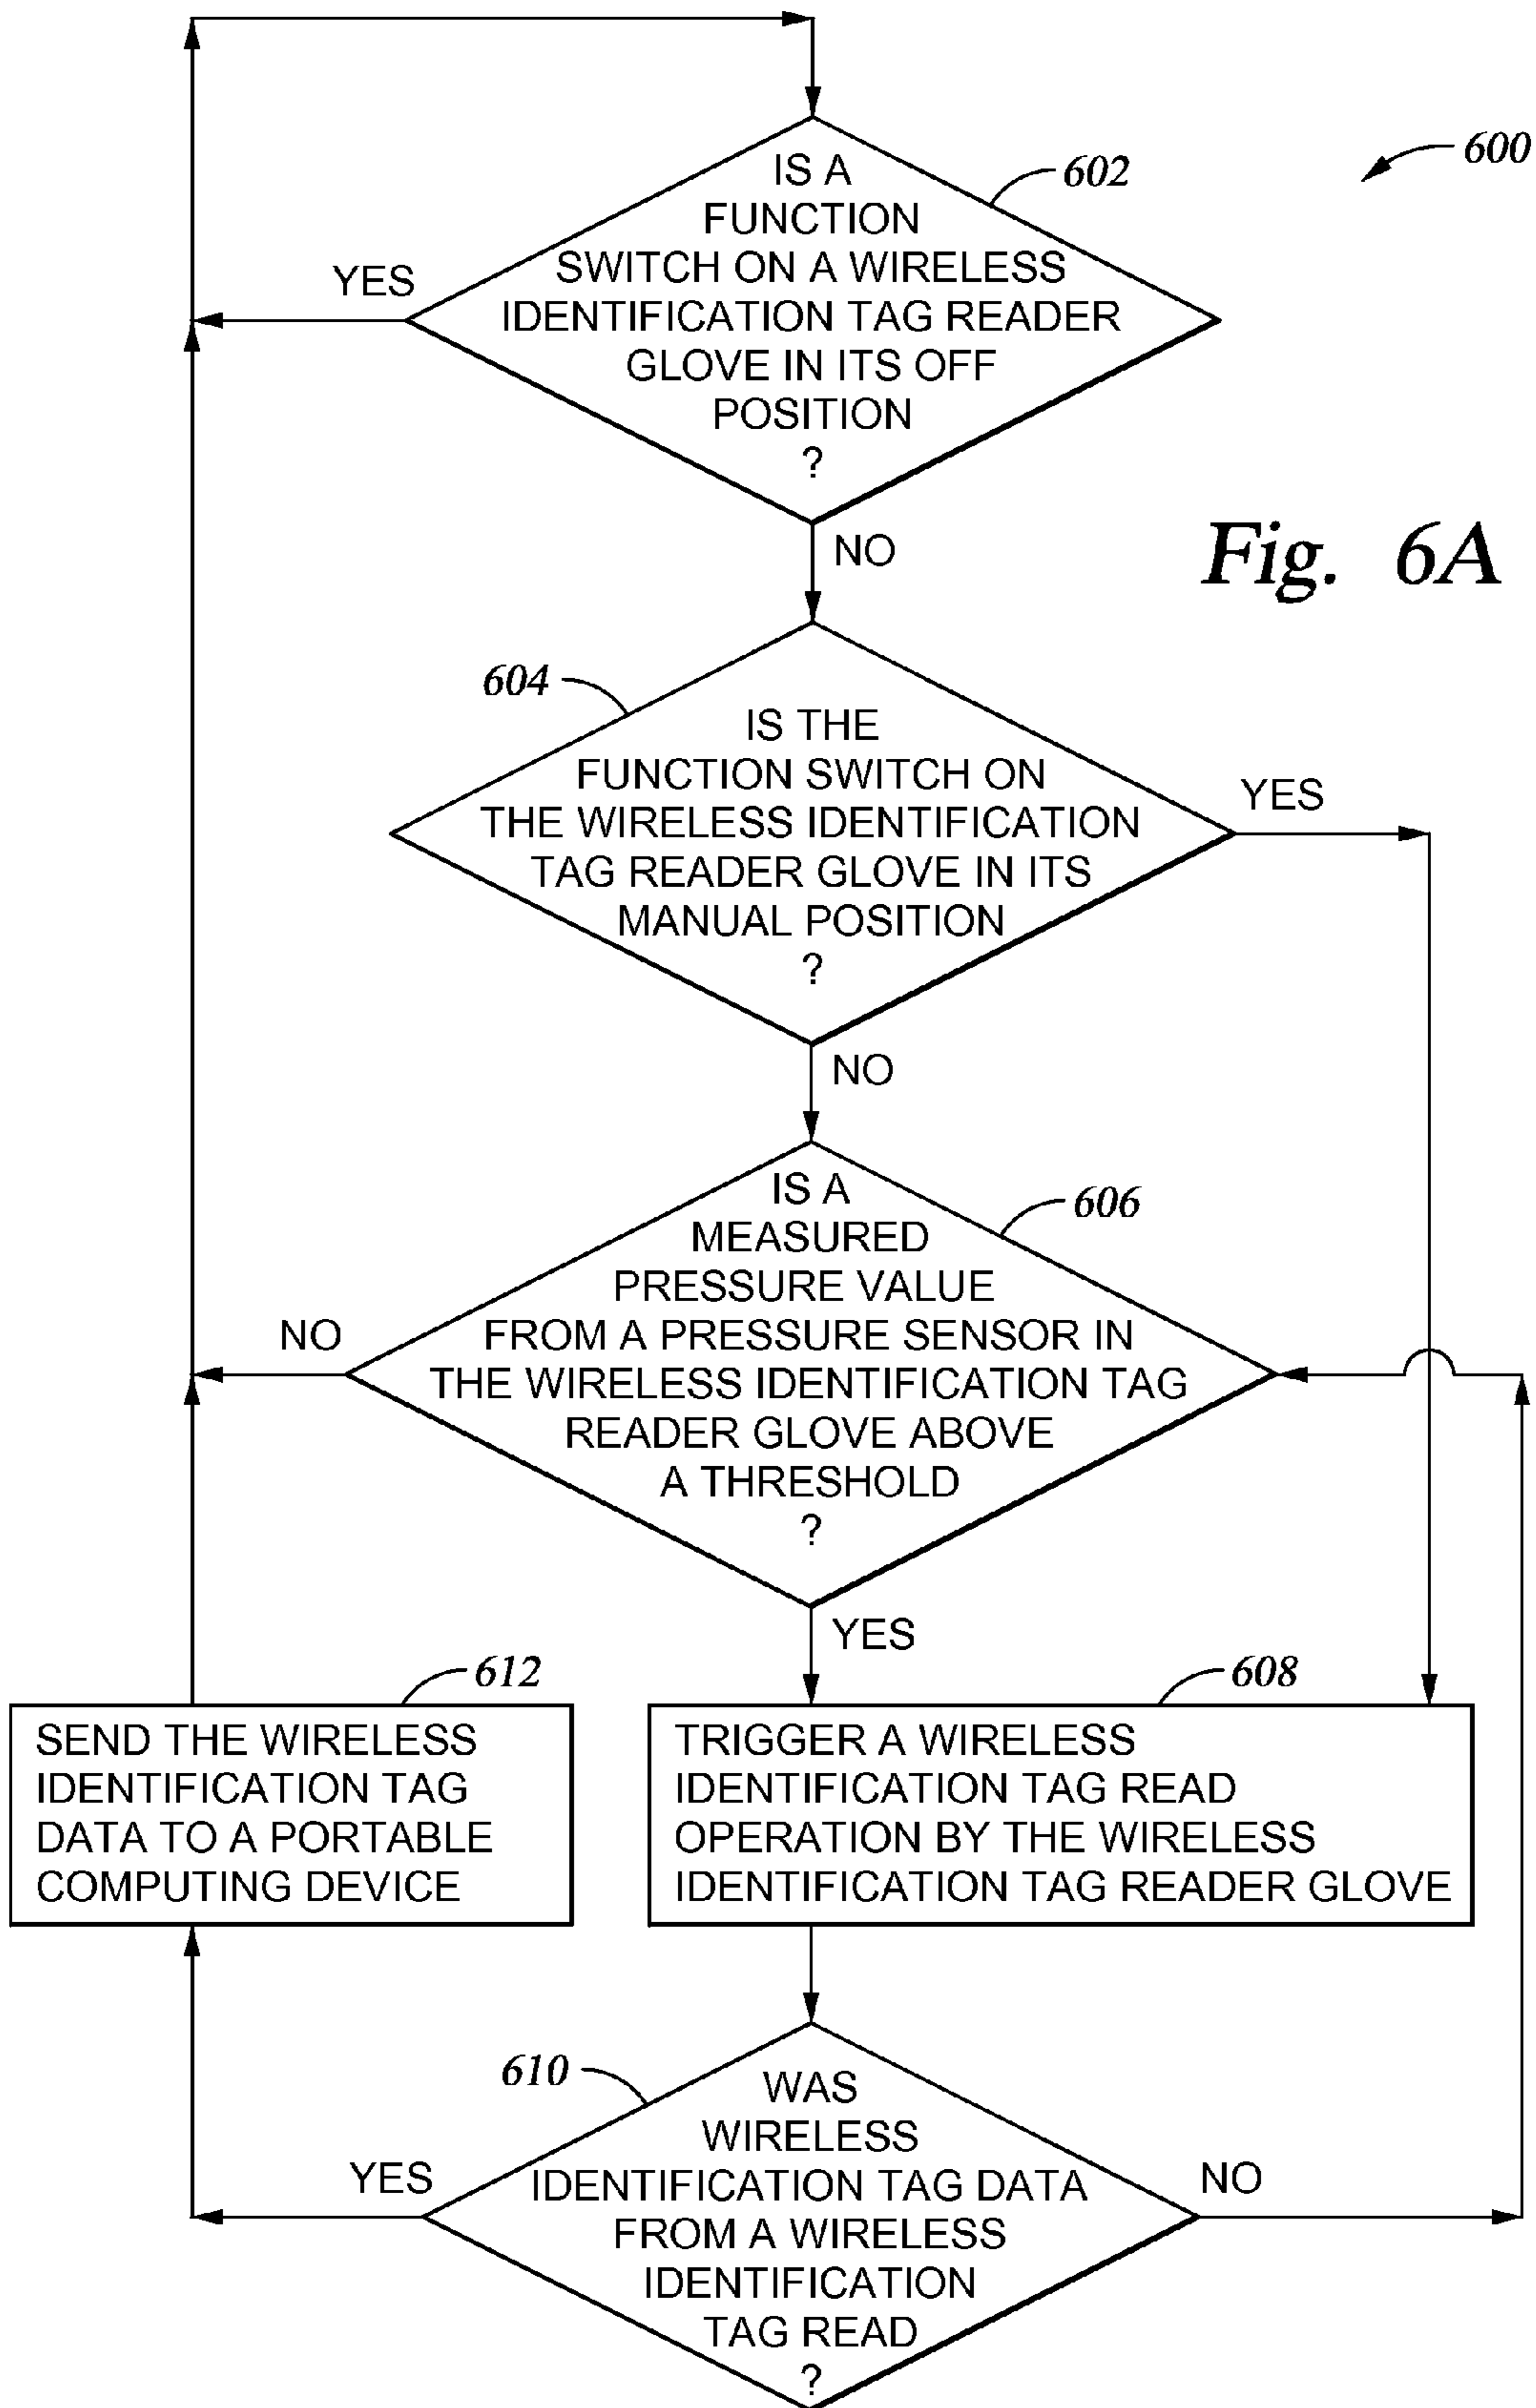 600
602
IS A
FUNCTION
SWITCH ON A WIRELESS
IDENTIFICATION TAG READER
GLOVE IN ITS OFF
POSITION
?
YES
NO
Fig. 6A
604
IS THE
FUNCTION SWITCH ON
THE WIRELESS IDENTIFICATION
TAG READER GLOVE IN ITS
MANUAL POSITION
?
YES
NO
606
IS A
MEASURED
PRESSURE VALUE
FROM A PRESSURE SENSOR IN
THE WIRELESS IDENTIFICATION TAG
READER GLOVE ABOVE
A THRESHOLD
?
NO
YES
612
SEND THE WIRELESS
IDENTIFICATION TAG
DATA TO A PORTABLE
COMPUTING DEVICE
608
TRIGGER A WIRELESS
IDENTIFICATION TAG READ
OPERATION BY THE WIRELESS
IDENTIFICATION TAG READER GLOVE
610
WAS
WIRELESS
IDENTIFICATION TAG DATA
FROM A WIRELESS
IDENTIFICATION
TAG READ
?
YES
NO